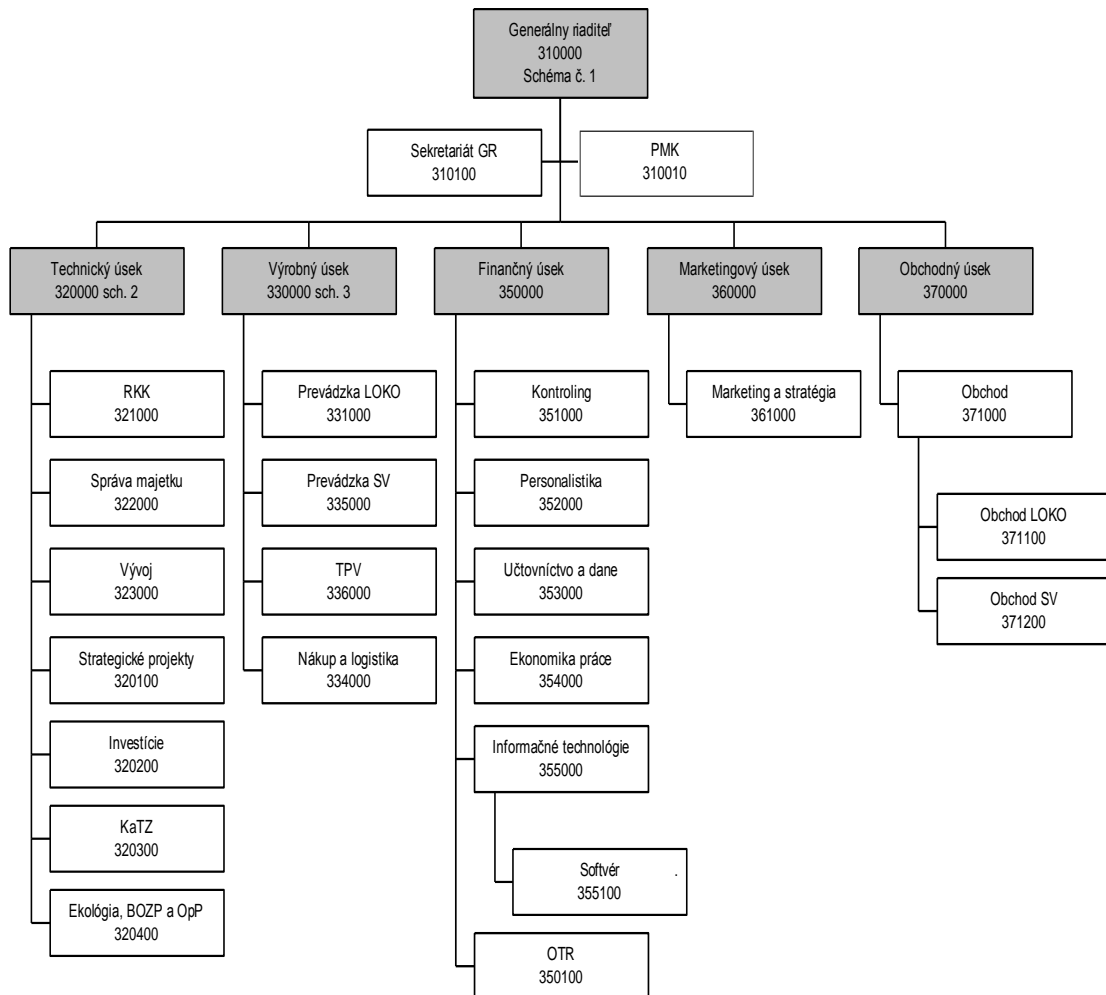 Generálny riaditeľ
310000
Schéma č. 1
Sekretariát GR
310100
PMK
310010
Technický úsek
320000 sch. 2
Výrobný úsek
330000 sch. 3
Finančný úsek
350000
Marketingový úsek
360000
Obchodný úsek
370000
RKK
321000
Správa majetku
322000
Vývoj
323000
Strategické projekty
320100
Investície
320200
KaTZ
320300
Ekológia, BOZP a OpP
320400
Prevádzka LOKO
331000
Prevádzka SV
335000
TPV
336000
Nákup a logistika
334000
Kontroling
351000
Personalistika
352000
Učtovníctvo a dane
353000
Ekonomika práce
354000
Informačné technológie
355000
Softvér .
355100
OTR
350100
Marketing a stratégia
361000
Obchod
371000
Obchod LOKO
371100
Obchod SV
371200